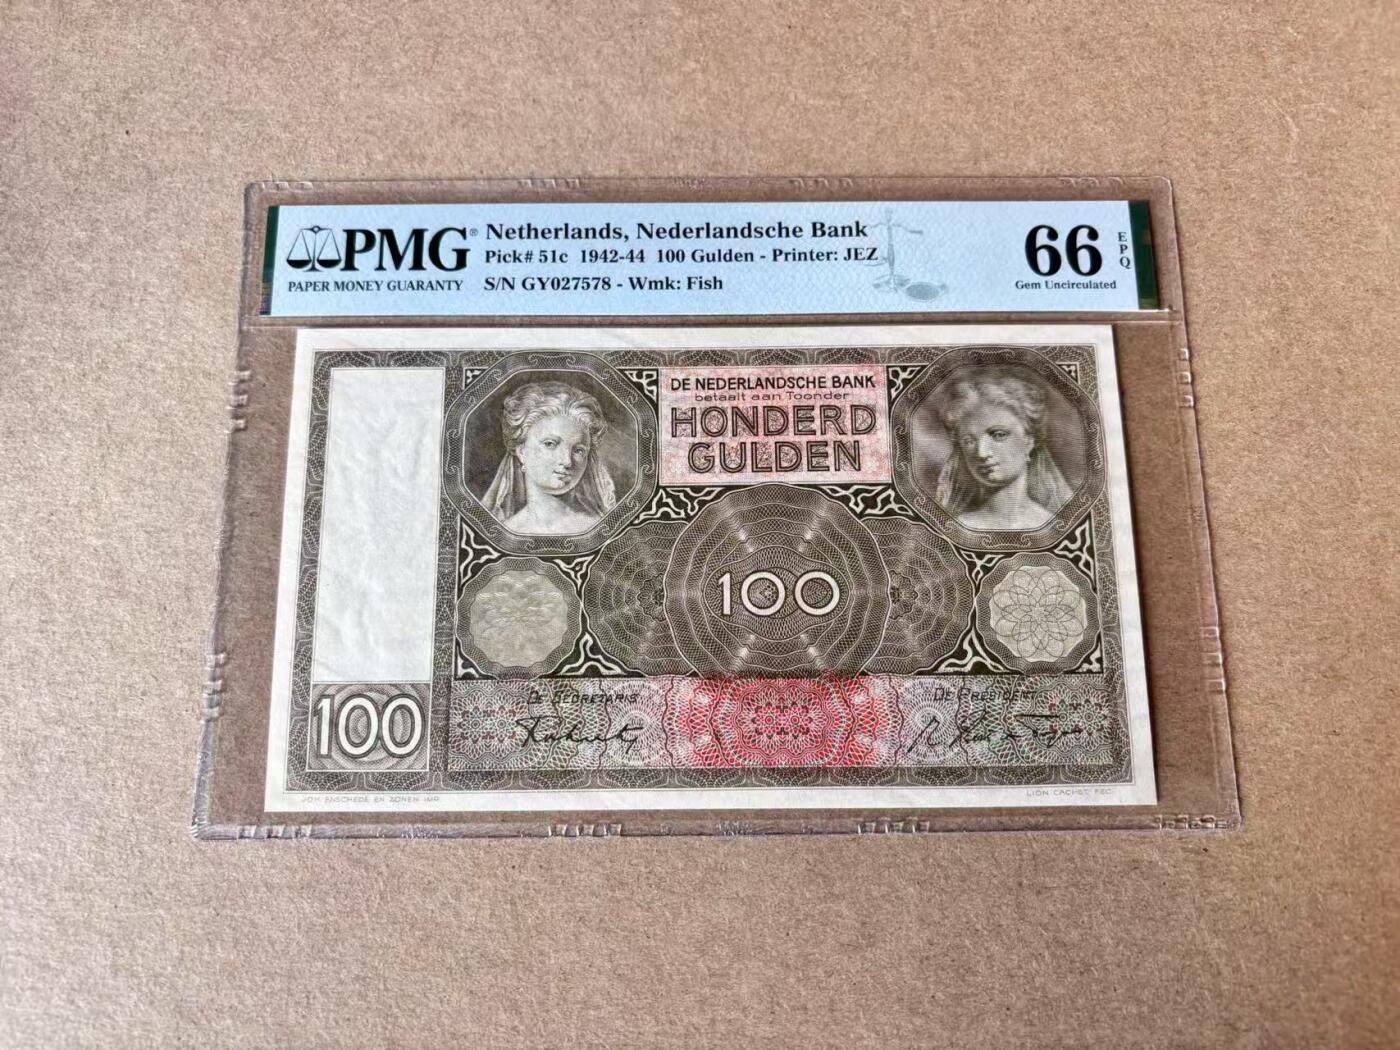 PMG®
PAPER MONEY GUARANTY
Netherlands, Nederlandsche Bank
Pick# 51c 1942-44 100 Gulden - Printer: JEZ
S/N GY027578 - Wmk: Fish
66 EPQ
Gem Uncirculated
DE NEDERLANDSCHE BANK
betaalt aan Toonder
HONDERD
GULDEN
100
DE SECRETARIS
DE PRESIDENT
100
JOH. ENSCHEDÉ EN ZONEN IMP.
LION CACHET FEC.